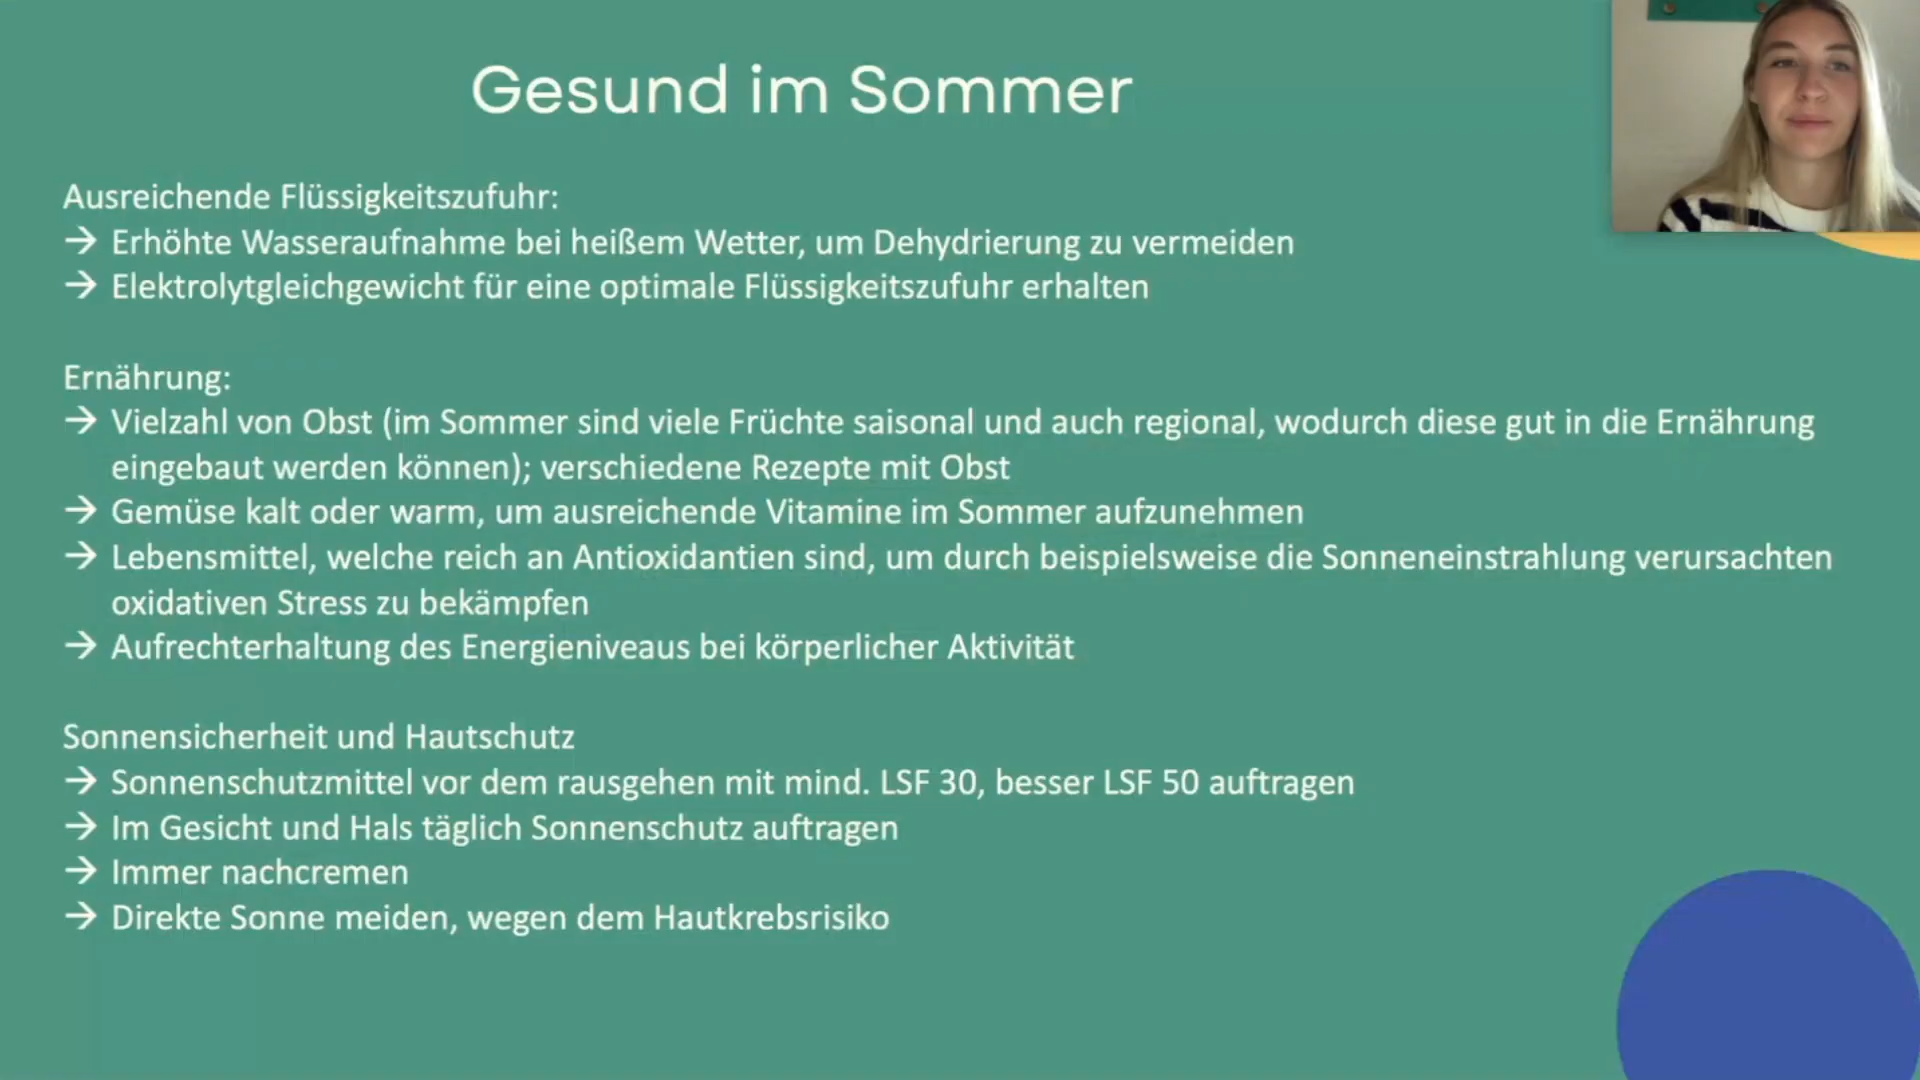 Gesund im Sommer
Ausreichende Flüssigkeitszufuhr:
→ Erhöhte Wasseraufnahme bei heißem Wetter, um Dehydrierung zu vermeiden
→ Elektrolytgleichgewicht für eine optimale Flüssigkeitszufuhr erhalten
Ernährung:
→ Vielzahl von Obst (im Sommer sind viele Früchte saisonal und auch regional, wodurch diese gut in die Ernährung
eingebaut werden können); verschiedene Rezepte mit Obst
→ Gemüse kalt oder warm, um ausreichende Vitamine im Sommer aufzunehmen
→ Lebensmittel, welche reich an Antioxidantien sind, um durch beispielsweise die Sonneneinstrahlung verursachten
oxidativen Stress zu bekämpfen
→ Aufrechterhaltung des Energieniveaus bei körperlicher Aktivität
Sonnensicherheit und Hautschutz
→ Sonnenschutzmittel vor dem rausgehen mit mind. LSF 30, besser LSF 50 auftragen
→ Im Gesicht und Hals täglich Sonnenschutz auftragen
→ Immer nachcremen
→ Direkte Sonne meiden, wegen dem Hautkrebsrisiko